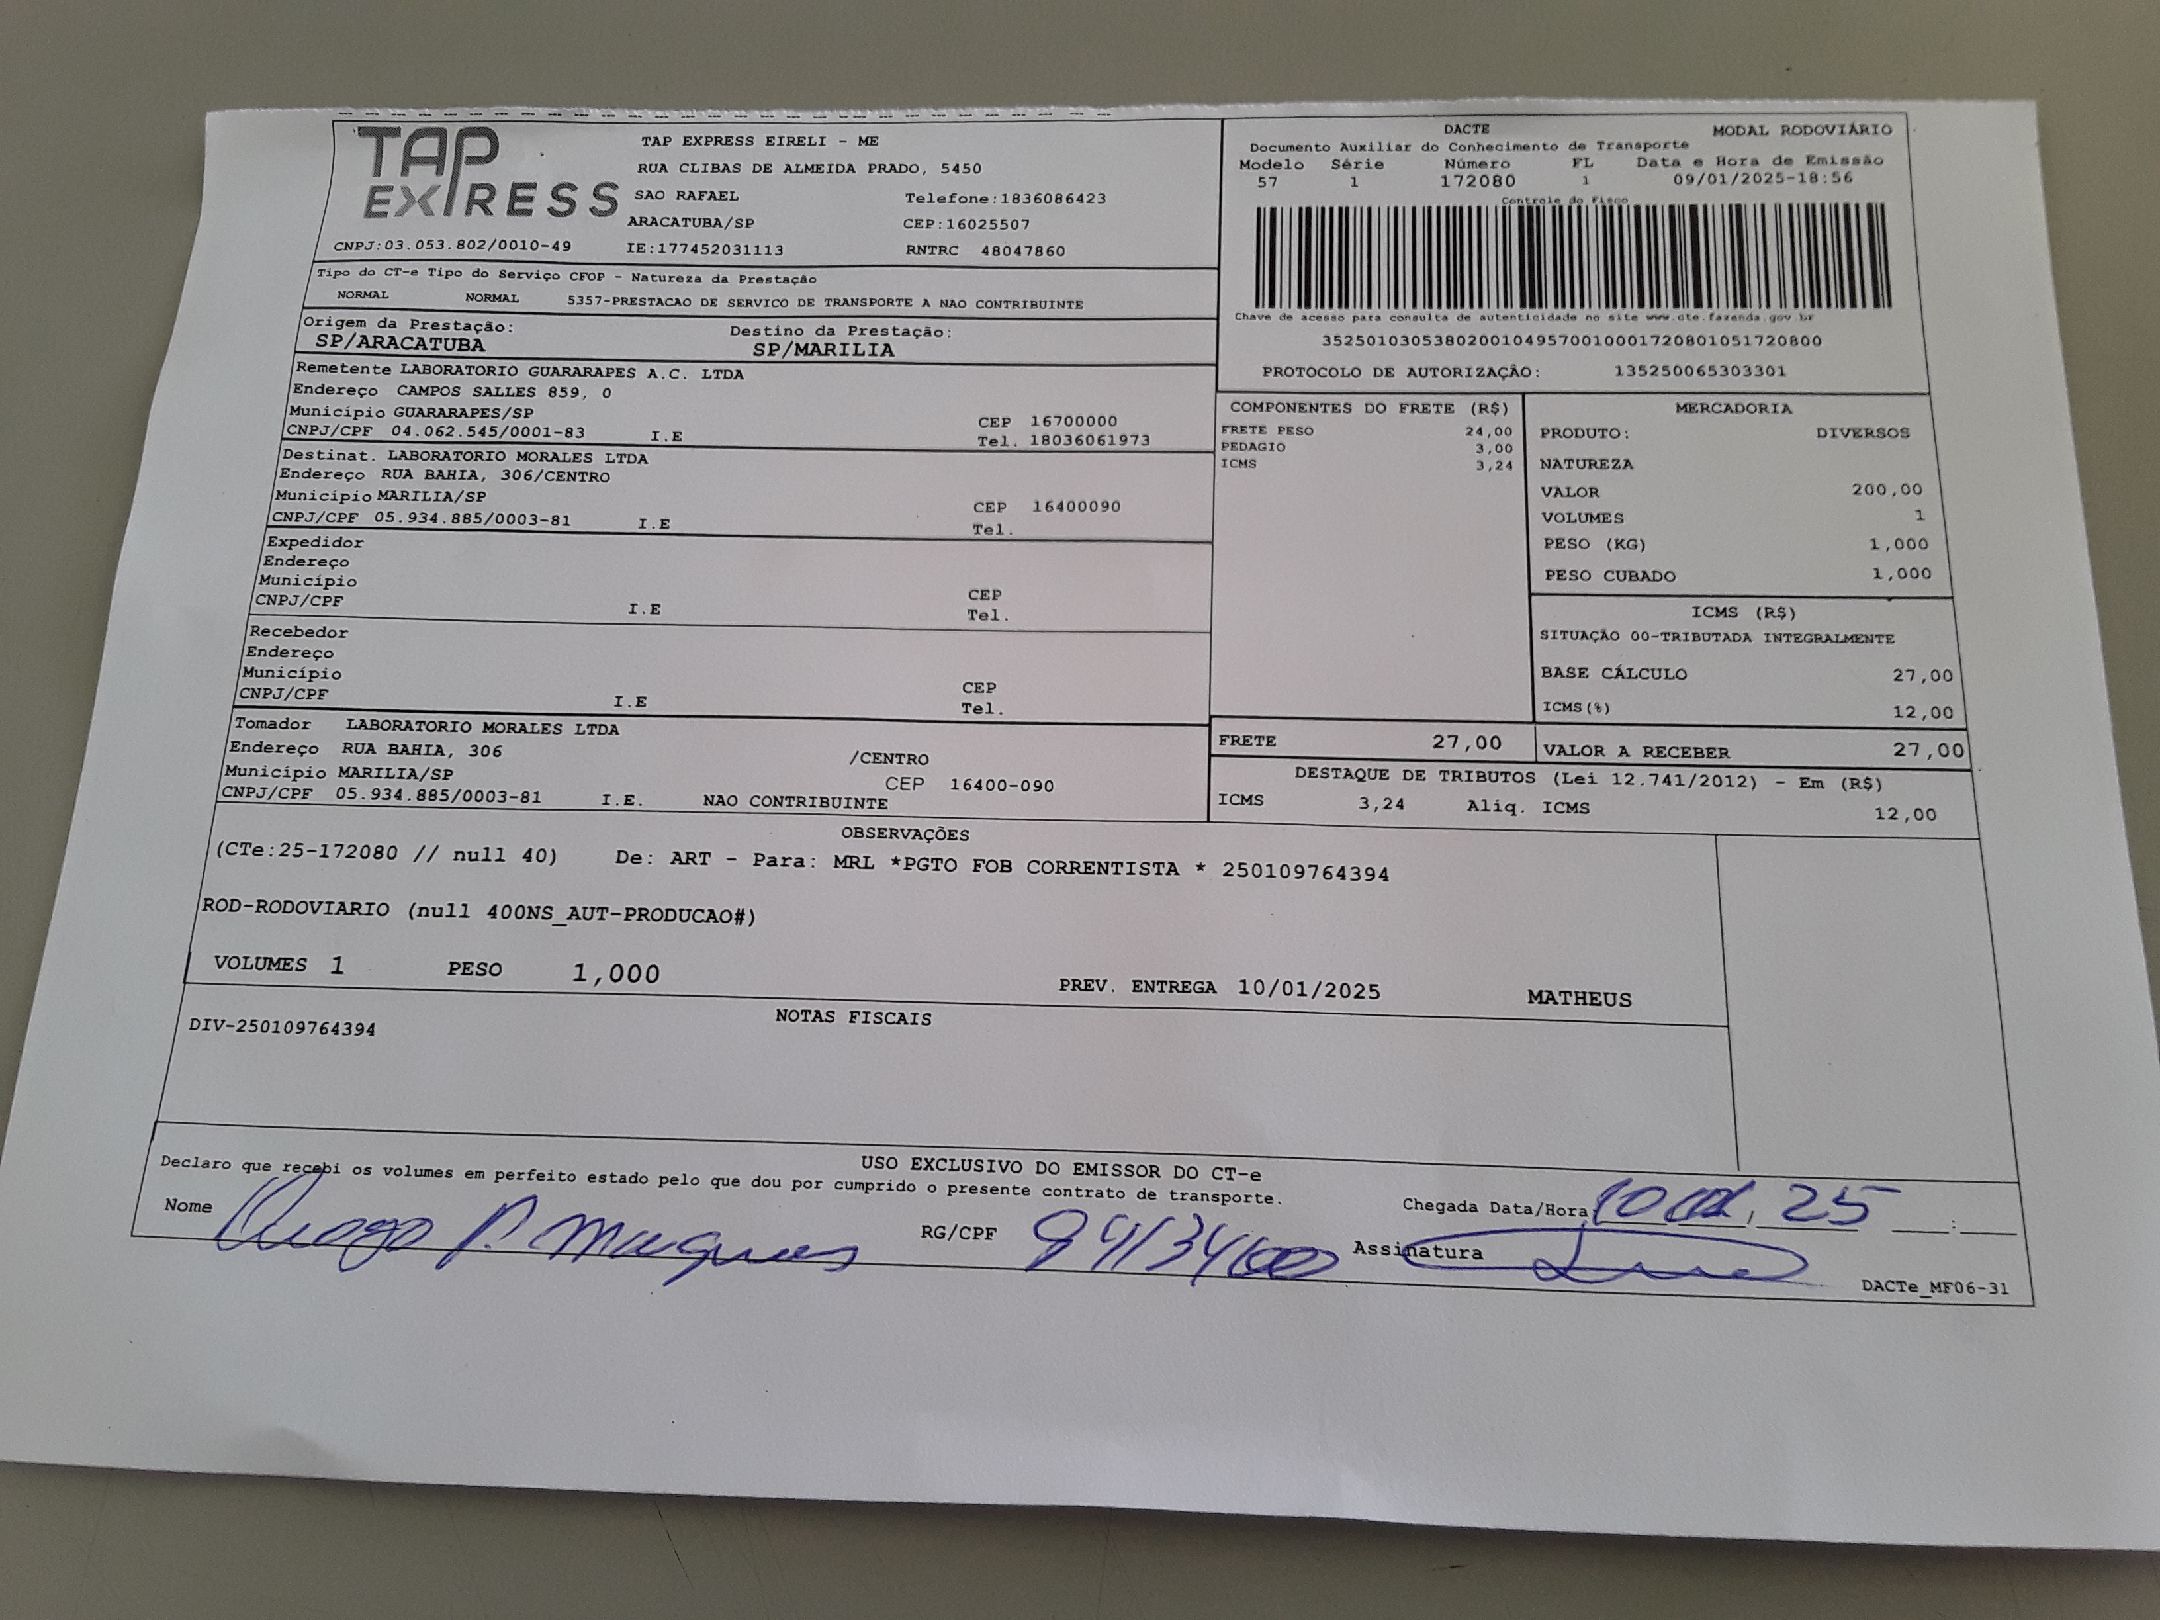 TAP EXPRESS
TAP EXPRESS EIRELI - ME
RUA CLIBAS DE ALMEIDA PRADO, 5450
SAO RAFAEL Telefone:1836086423
ARACATUBA/SP CEP:16025507
CNPJ:03.053.802/0010-49 IE:177452031113 RNTRC 48047860
DACTE MODAL RODOVIÁRIO
Documento Auxiliar do Conhecimento de Transporte
Modelo Série Número FL Data e Hora de Emissão
57 1 172080 1 09/01/2025-18:56
Controle do Fisco
Chave de acesso para consulta de autenticidade no site www.cte.fazenda.gov.br
35250103053802001049570010001720801051720800
PROTOCOLO DE AUTORIZAÇÃO: 135250065303301
Tipo do CT-e Tipo do Serviço CFOP - Natureza da Prestação
NORMAL NORMAL 5357-PRESTACAO DE SERVICO DE TRANSPORTE A NAO CONTRIBUINTE
Origem da Prestação: Destino da Prestação:
SP/ARACATUBA SP/MARILIA
Remetente LABORATORIO GUARARAPES A.C. LTDA
Endereço CAMPOS SALLES 859, 0
Município GUARARAPES/SP CEP 16700000
CNPJ/CPF 04.062.545/0001-83 I.E Tel. 18036061973
Destinat. LABORATORIO MORALES LTDA
Endereço RUA BAHIA, 306/CENTRO
Município MARILIA/SP CEP 16400090
CNPJ/CPF 05.934.885/0003-81 I.E Tel.
Expedidor
Endereço
Município CEP
CNPJ/CPF I.E Tel.
Recebedor
Endereço
Município CEP
CNPJ/CPF I.E Tel.
Tomador LABORATORIO MORALES LTDA
Endereço RUA BAHIA, 306 /CENTRO
Município MARILIA/SP CEP 16400-090
CNPJ/CPF 05.934.885/0003-81 I.E. NAO CONTRIBUINTE
COMPONENTES DO FRETE (R$)
FRETE PESO 24,00
PEDAGIO 3,00
ICMS 3,24
MERCADORIA
PRODUTO: DIVERSOS
NATUREZA
VALOR 200,00
VOLUMES 1
PESO (KG) 1,000
PESO CUBADO 1,000
ICMS (R$)
SITUAÇÃO 00-TRIBUTADA INTEGRALMENTE
BASE CÁLCULO 27,00
ICMS(%) 12,00
FRETE 27,00 VALOR A RECEBER 27,00
DESTAQUE DE TRIBUTOS (Lei 12.741/2012) - Em (R$)
ICMS 3,24 Aliq. ICMS 12,00
OBSERVAÇÕES
(CTe:25-172080 // null 40) De: ART - Para: MRL *PGTO FOB CORRENTISTA * 250109764394
ROD-RODOVIARIO (null 400NS_AUT-PRODUCAO#)
VOLUMES 1 PESO 1,000 PREV. ENTREGA 10/01/2025 MATHEUS
NOTAS FISCAIS
DIV-250109764394
USO EXCLUSIVO DO EMISSOR DO CT-e
Declaro que recebi os volumes em perfeito estado pelo que dou por cumprido o presente contrato de transporte.
Nome RG/CPF Chegada Data/Hora 10 01 25 :
Assinatura
DACTe_MF06-31